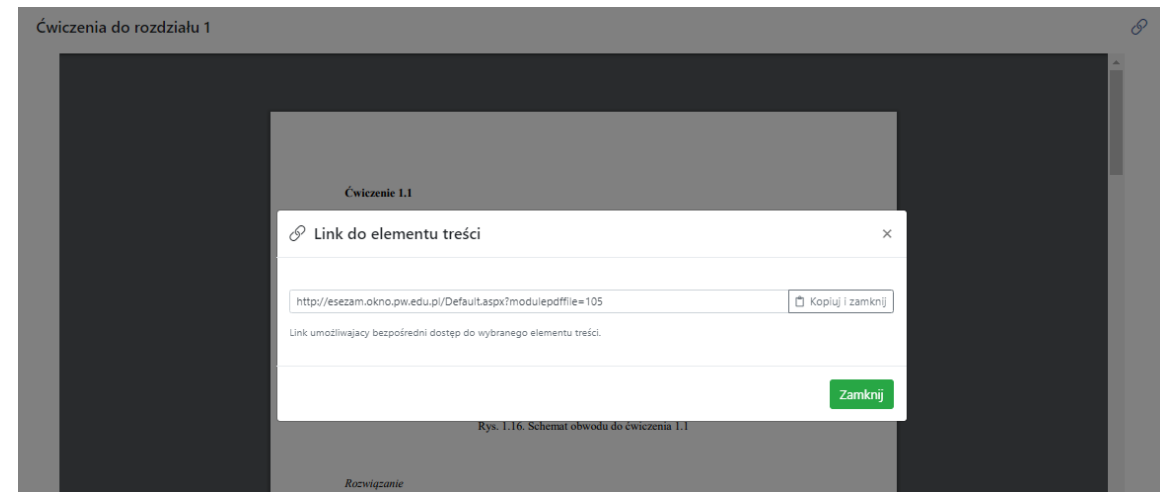 Ćwiczenia do rozdziału 1
Ćwiczenie 1.1
Link do elementu treści
http://esezam.okno.pw.edu.pl/Default.aspx?modulepdffile=105
Kopiuj i zamknij
Link umożliwajacy bezpośredni dostęp do wybranego elementu treści.
Zamknij
Rys. 1.16. Schemat obwodu do ćwiczenia 1.1
Rozwiązanie